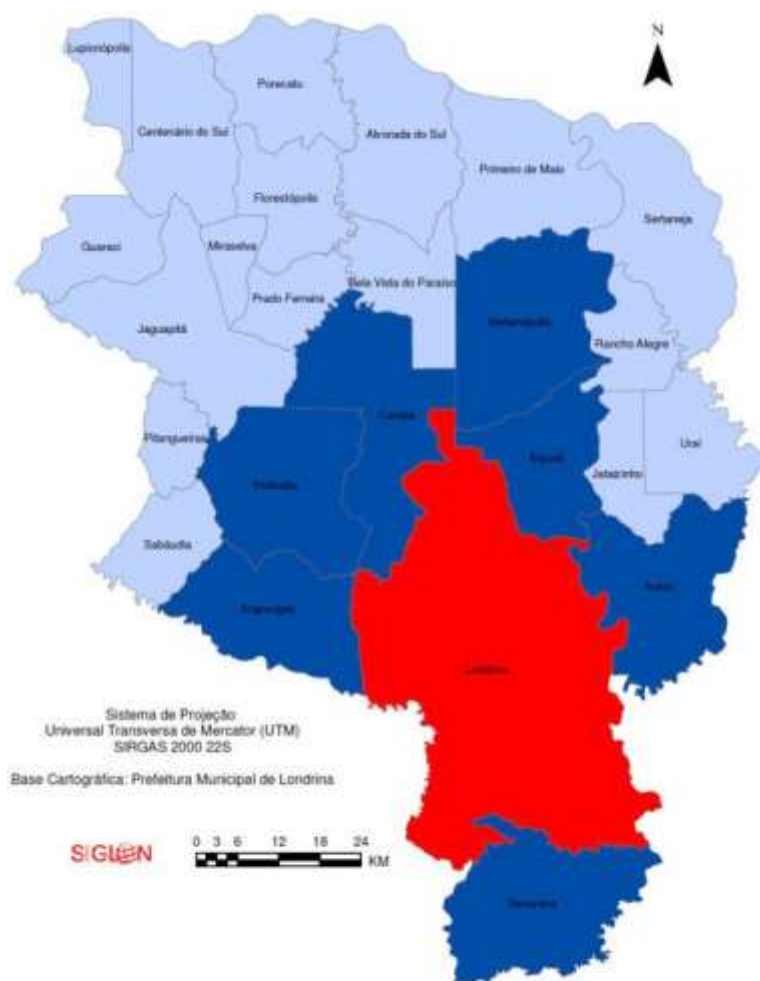 N
Lupionópolis
Porecatu
Centenário do Sul
Alvorada do Sul
Primeiro de Maio
Florestópolis
Sertaneja
Guaraci
Miraselva
Prado Ferreira
Bela Vista do Paraíso
Sertanópolis
Jaguapitã
Rancho Alegre
Cambé
Pitangueiras
Ibiporã
Jataizinho
Uraí
Rolândia
Sabáudia
Assaí
Arapongas
Londrina
Sistema de Projeção
Universal Transversa de Mercator (UTM)
SIRGAS 2000 22S
Base Cartográfica: Prefeitura Municipal de Londrina
SIGLON
0 3 6 12 18 24
KM
Tamarana